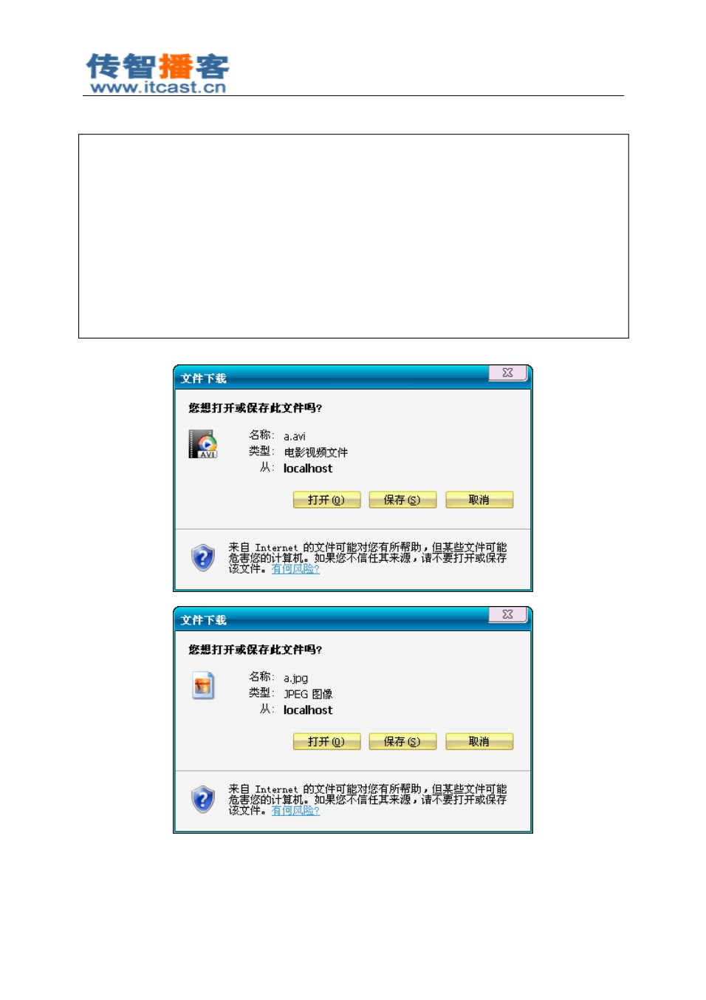 传智播客
www.itcast.cn
文件下载
您想打开或保存此文件吗?
名称: a.avi
类型: 电影视频文件
从: localhost
AVI
打开(O) 保存(S) 取消
来自 Internet 的文件可能对您有所帮助,但某些文件可能
危害您的计算机。如果您不信任其来源,请不要打开或保存
该文件。有何风险?
文件下载
您想打开或保存此文件吗?
名称: a.jpg
类型: JPEG 图像
从: localhost
打开(O) 保存(S) 取消
来自 Internet 的文件可能对您有所帮助,但某些文件可能
危害您的计算机。如果您不信任其来源,请不要打开或保存
该文件。有何风险?